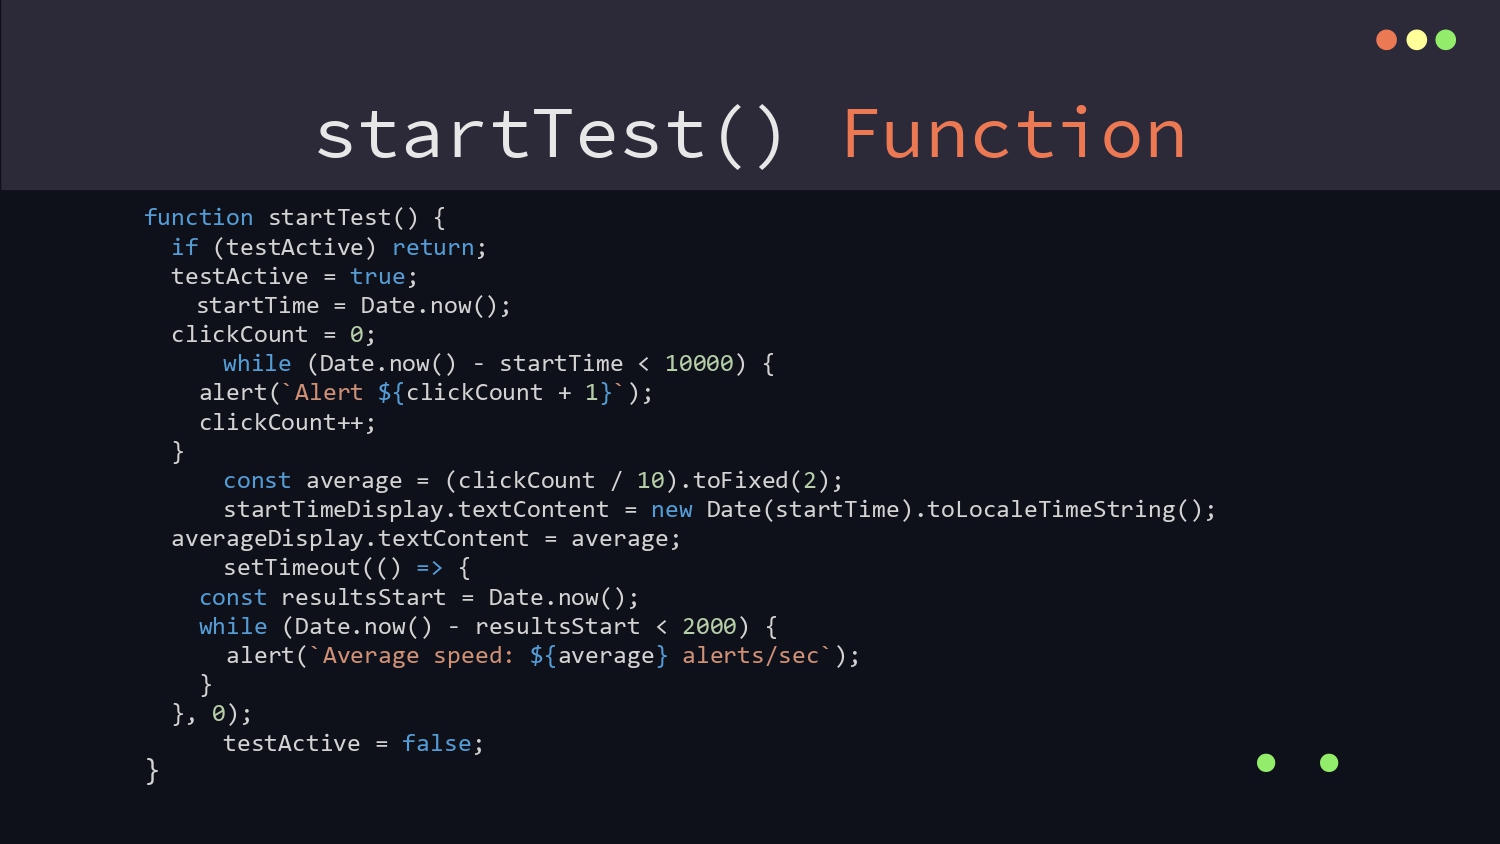 startTest() Function
function startTest() {
  if (testActive) return;
  testActive = true;
    startTime = Date.now();
  clickCount = 0;
      while (Date.now() - startTime < 10000) {
    alert(`Alert ${clickCount + 1}`);
    clickCount++;
  }
      const average = (clickCount / 10).toFixed(2);
      startTimeDisplay.textContent = new Date(startTime).toLocaleTimeString();
  averageDisplay.textContent = average;
      setTimeout(() => {
    const resultsStart = Date.now();
    while (Date.now() - resultsStart < 2000) {
      alert(`Average speed: ${average} alerts/sec`);
    }
  }, 0);
      testActive = false;
}